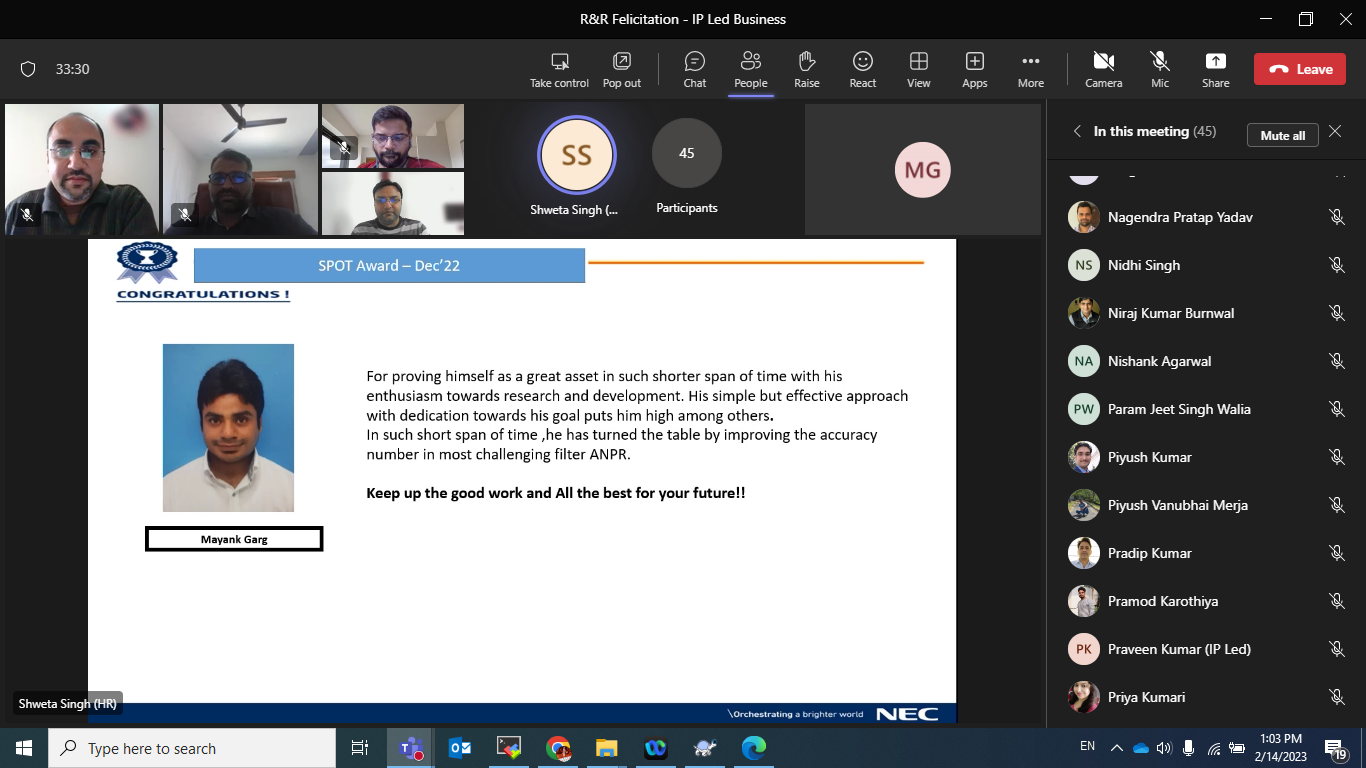 R&R Felicitation - IP Led Business
33:30
Take control
Pop out
Chat
People
Raise
React
View
Apps
More
Camera
Mic
Share
Leave
SS
Shweta Singh (...
45
Participants
MG
In this meeting (45)
Mute all
Nagendra Pratap Yadav
NS
Nidhi Singh
Niraj Kumar Burnwal
NA
Nishank Agarwal
PW
Param Jeet Singh Walia
Piyush Kumar
Piyush Vanubhai Merja
Pradip Kumar
Pramod Karothiya
PK
Praveen Kumar (IP Led)
Priya Kumari
CONGRATULATIONS !
SPOT Award – Dec'22
For proving himself as a great asset in such shorter span of time with his
enthusiasm towards research and development. His simple but effective approach
with dedication towards his goal puts him high among others.
In such short span of time ,he has turned the table by improving the accuracy
number in most challenging filter ANPR.
Keep up the good work and All the best for your future!!
Mayank Garg
Shweta Singh (HR)
\Orchestrating a brighter world
NEC
Type here to search
EN
1:03 PM
2/14/2023
19